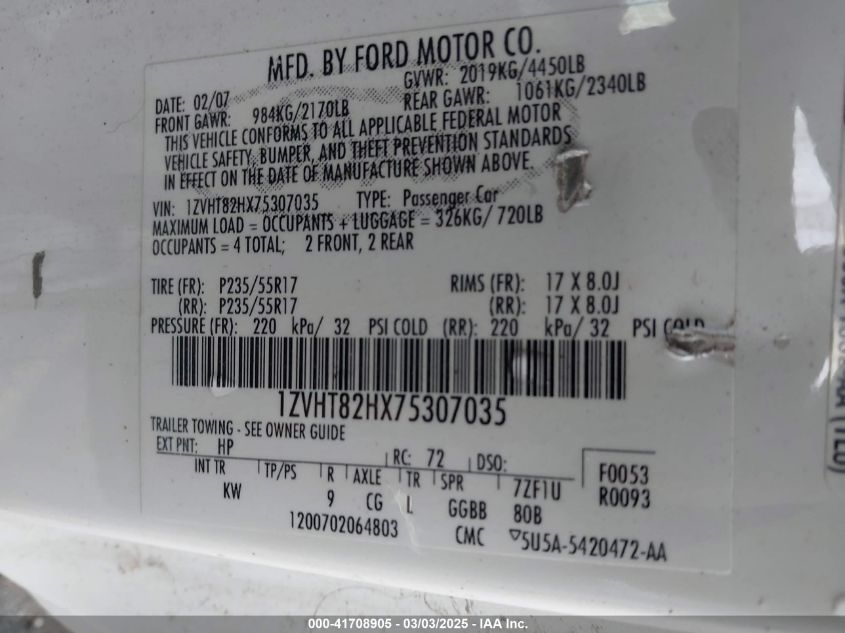 MFD. BY FORD MOTOR CO.
DATE: 02/07 GVWR: 2019KG/4450LB
FRONT GAWR: 984KG/2170LB REAR GAWR: 1061KG/2340LB
THIS VEHICLE CONFORMS TO ALL APPLICABLE FEDERAL MOTOR
VEHICLE SAFETY, BUMPER, AND THEFT PREVENTION STANDARDS
IN EFFECT ON THE DATE OF MANUFACTURE SHOWN ABOVE.
VIN: 1ZVHT82HX75307035 TYPE: Passenger Car
MAXIMUM LOAD = OCCUPANTS + LUGGAGE = 326KG/ 720LB
OCCUPANTS = 4 TOTAL; 2 FRONT, 2 REAR
TIRE (FR): P235/55R17 RIMS (FR): 17 X 8.0J
(RR): P235/55R17 (RR): 17 X 8.0J
PRESSURE (FR): 220 kPa/ 32 PSI COLD (RR): 220 kPa/ 32 PSI COLD
1ZVHT82HX75307035
TRAILER TOWING - SEE OWNER GUIDE
EXT PNT: HP RC: 72 DSO: F0053
INT TR TP/PS R AXLE TR SPR 7ZF1U R0093
KW 9 CG L GGBB 80B
1200702064803 CMC ▽5U5A-5420472-AA
000-41708905 - 03/03/2025 - IAA Inc.